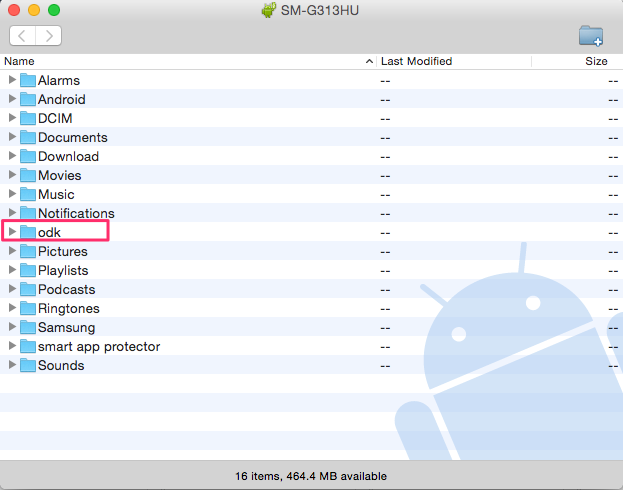 SM-G313HU
Name Last Modified Size
Alarms -- --
Android -- --
DCIM -- --
Documents -- --
Download -- --
Movies -- --
Music -- --
Notifications -- --
odk -- --
Pictures -- --
Playlists -- --
Podcasts -- --
Ringtones -- --
Samsung -- --
smart app protector -- --
Sounds -- --
16 items, 464.4 MB available